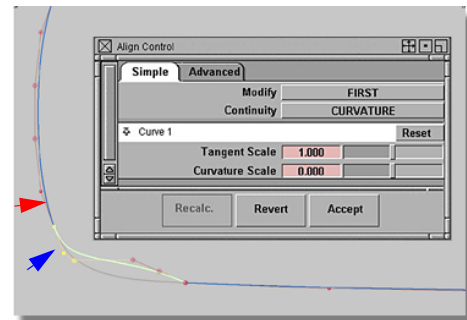 Align Control
Simple Advanced
Modify FIRST
Continuity CURVATURE
Curve 1 Reset
Tangent Scale 1.000
Curvature Scale 0.000
Recalc. Revert Accept